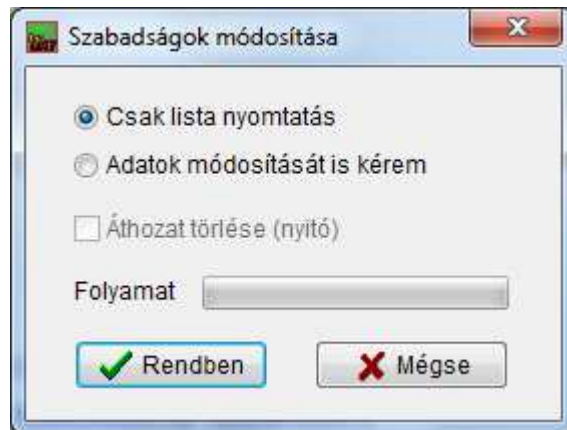 Szabadságok módosítása
Csak lista nyomtatás
Adatok módosítását is kérem
Áthozat törlése (nyitó)
Folyamat
Rendben
Mégse